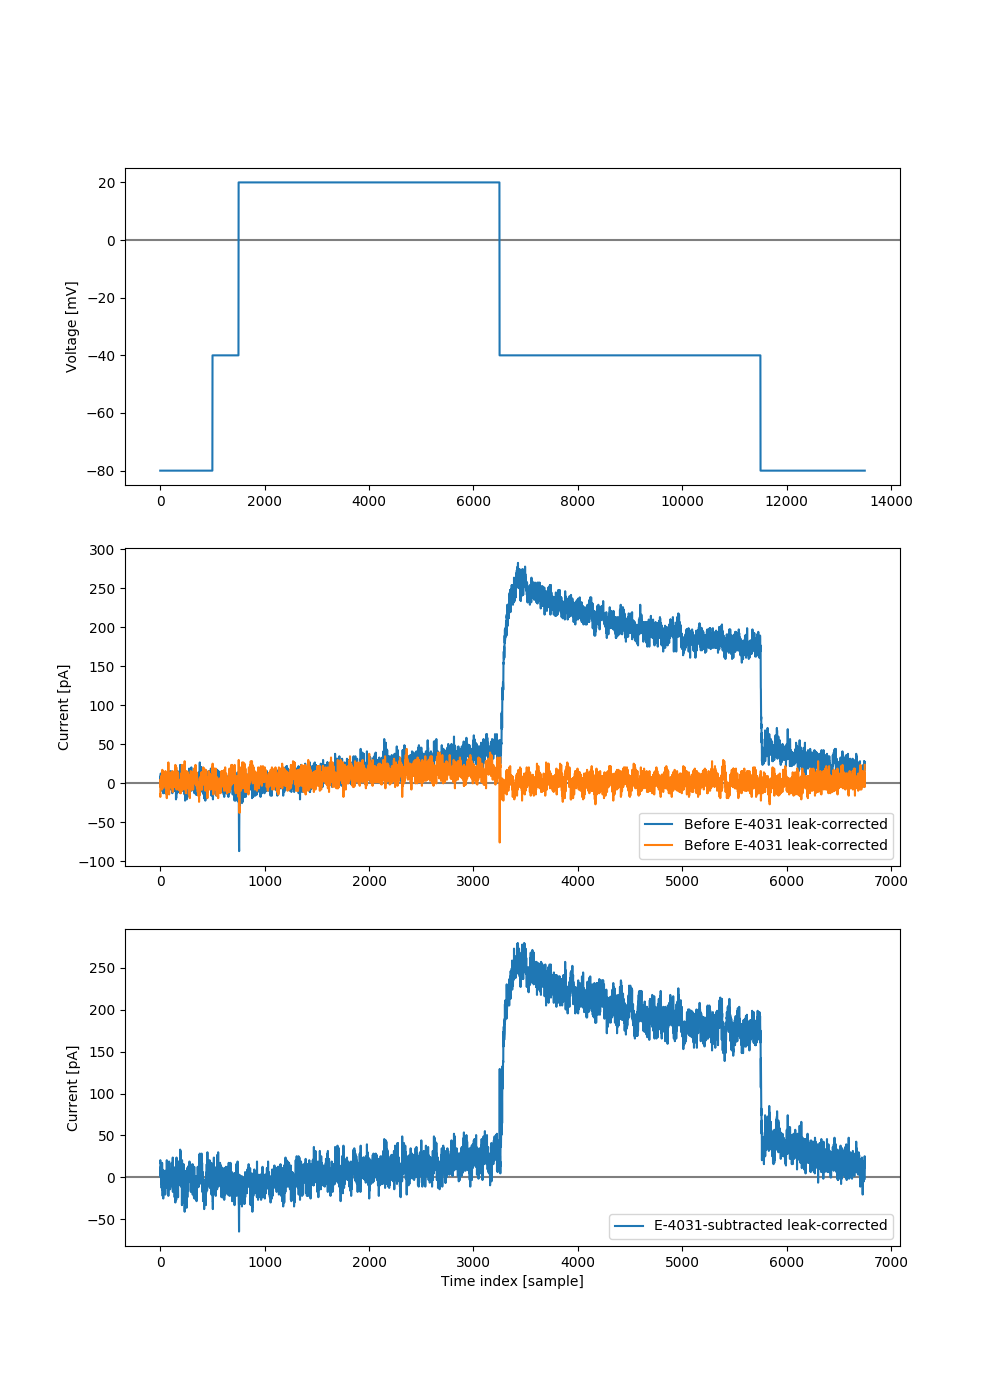 Voltage [mV]
20
0
−20
−40
−60
−80
0 2000 4000 6000 8000 10000 12000 14000
Current [pA]
300
250
200
150
100
50
0
−50
−100
Before E-4031 leak-corrected
Before E-4031 leak-corrected
0 1000 2000 3000 4000 5000 6000 7000
Current [pA]
250
200
150
100
50
0
−50
E-4031-subtracted leak-corrected
0 1000 2000 3000 4000 5000 6000 7000
Time index [sample]